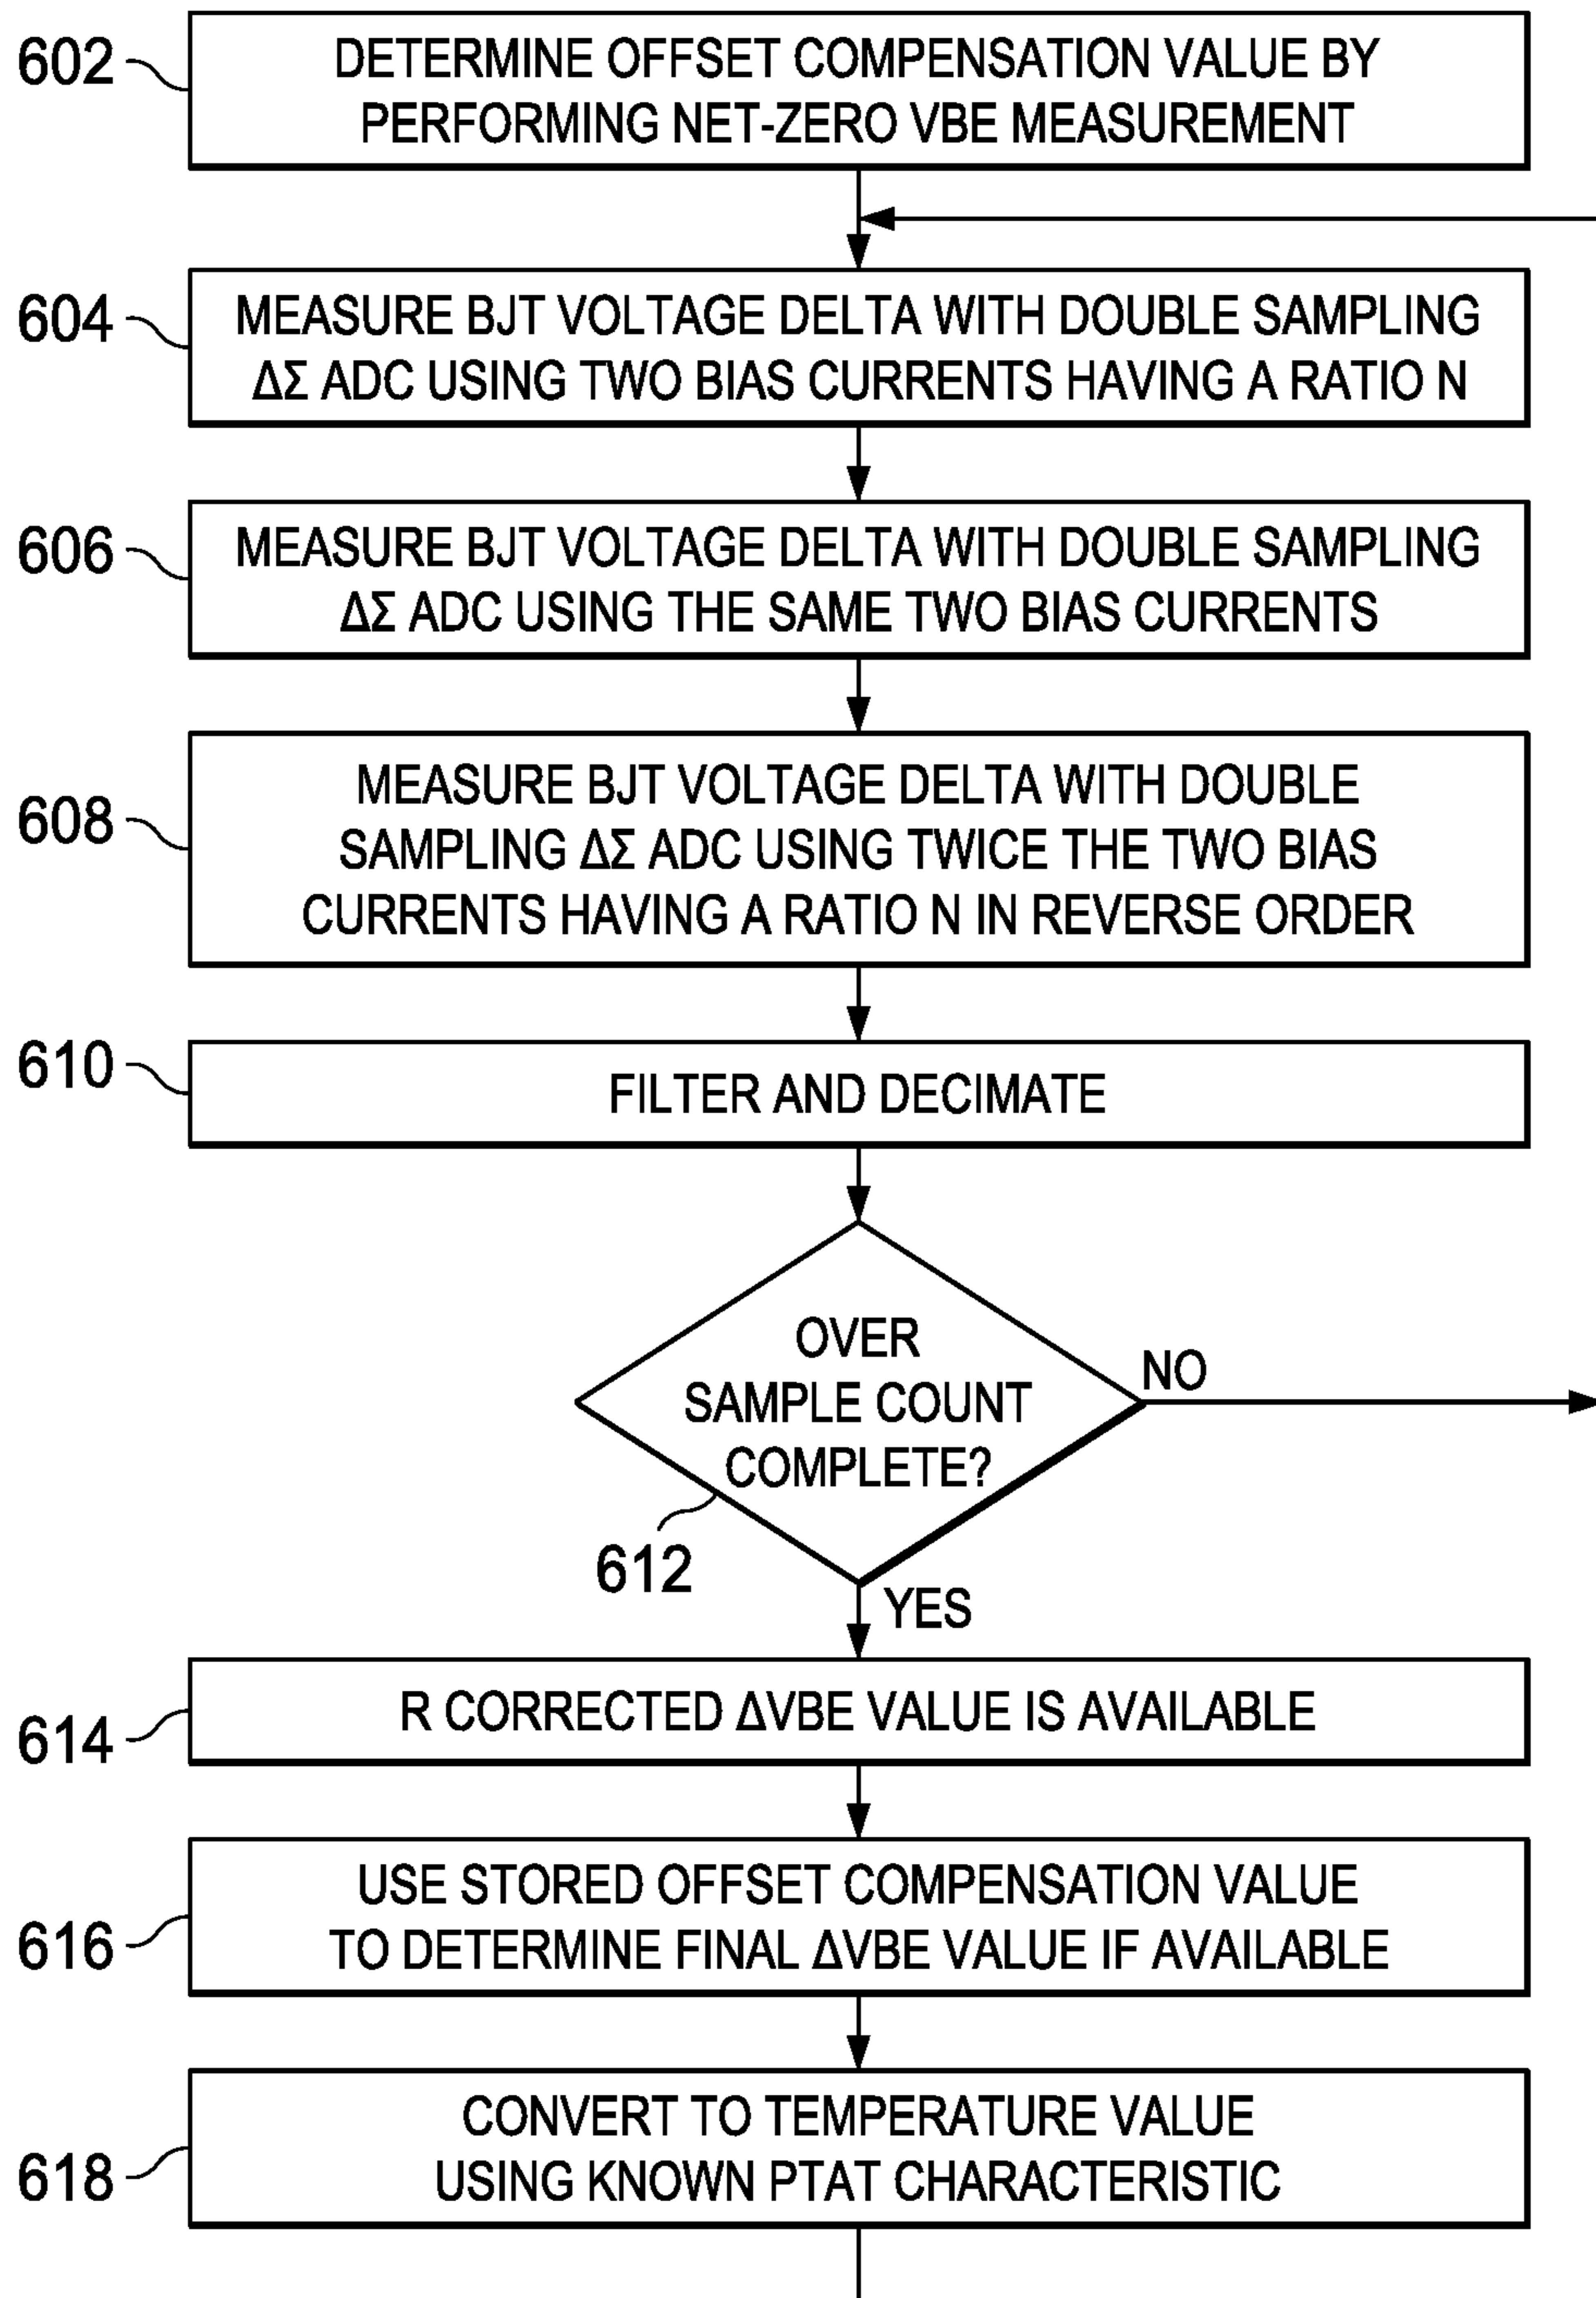 602
DETERMINE OFFSET COMPENSATION VALUE BY
PERFORMING NET-ZERO VBE MEASUREMENT
604
MEASURE BJT VOLTAGE DELTA WITH DOUBLE SAMPLING
ΔΣ ADC USING TWO BIAS CURRENTS HAVING A RATIO N
606
MEASURE BJT VOLTAGE DELTA WITH DOUBLE SAMPLING
ΔΣ ADC USING THE SAME TWO BIAS CURRENTS
608
MEASURE BJT VOLTAGE DELTA WITH DOUBLE
SAMPLING ΔΣ ADC USING TWICE THE TWO BIAS
CURRENTS HAVING A RATIO N IN REVERSE ORDER
610
FILTER AND DECIMATE
OVER
SAMPLE COUNT
COMPLETE?
NO
612
YES
614
R CORRECTED ΔVBE VALUE IS AVAILABLE
616
USE STORED OFFSET COMPENSATION VALUE
TO DETERMINE FINAL ΔVBE VALUE IF AVAILABLE
618
CONVERT TO TEMPERATURE VALUE
USING KNOWN PTAT CHARACTERISTIC